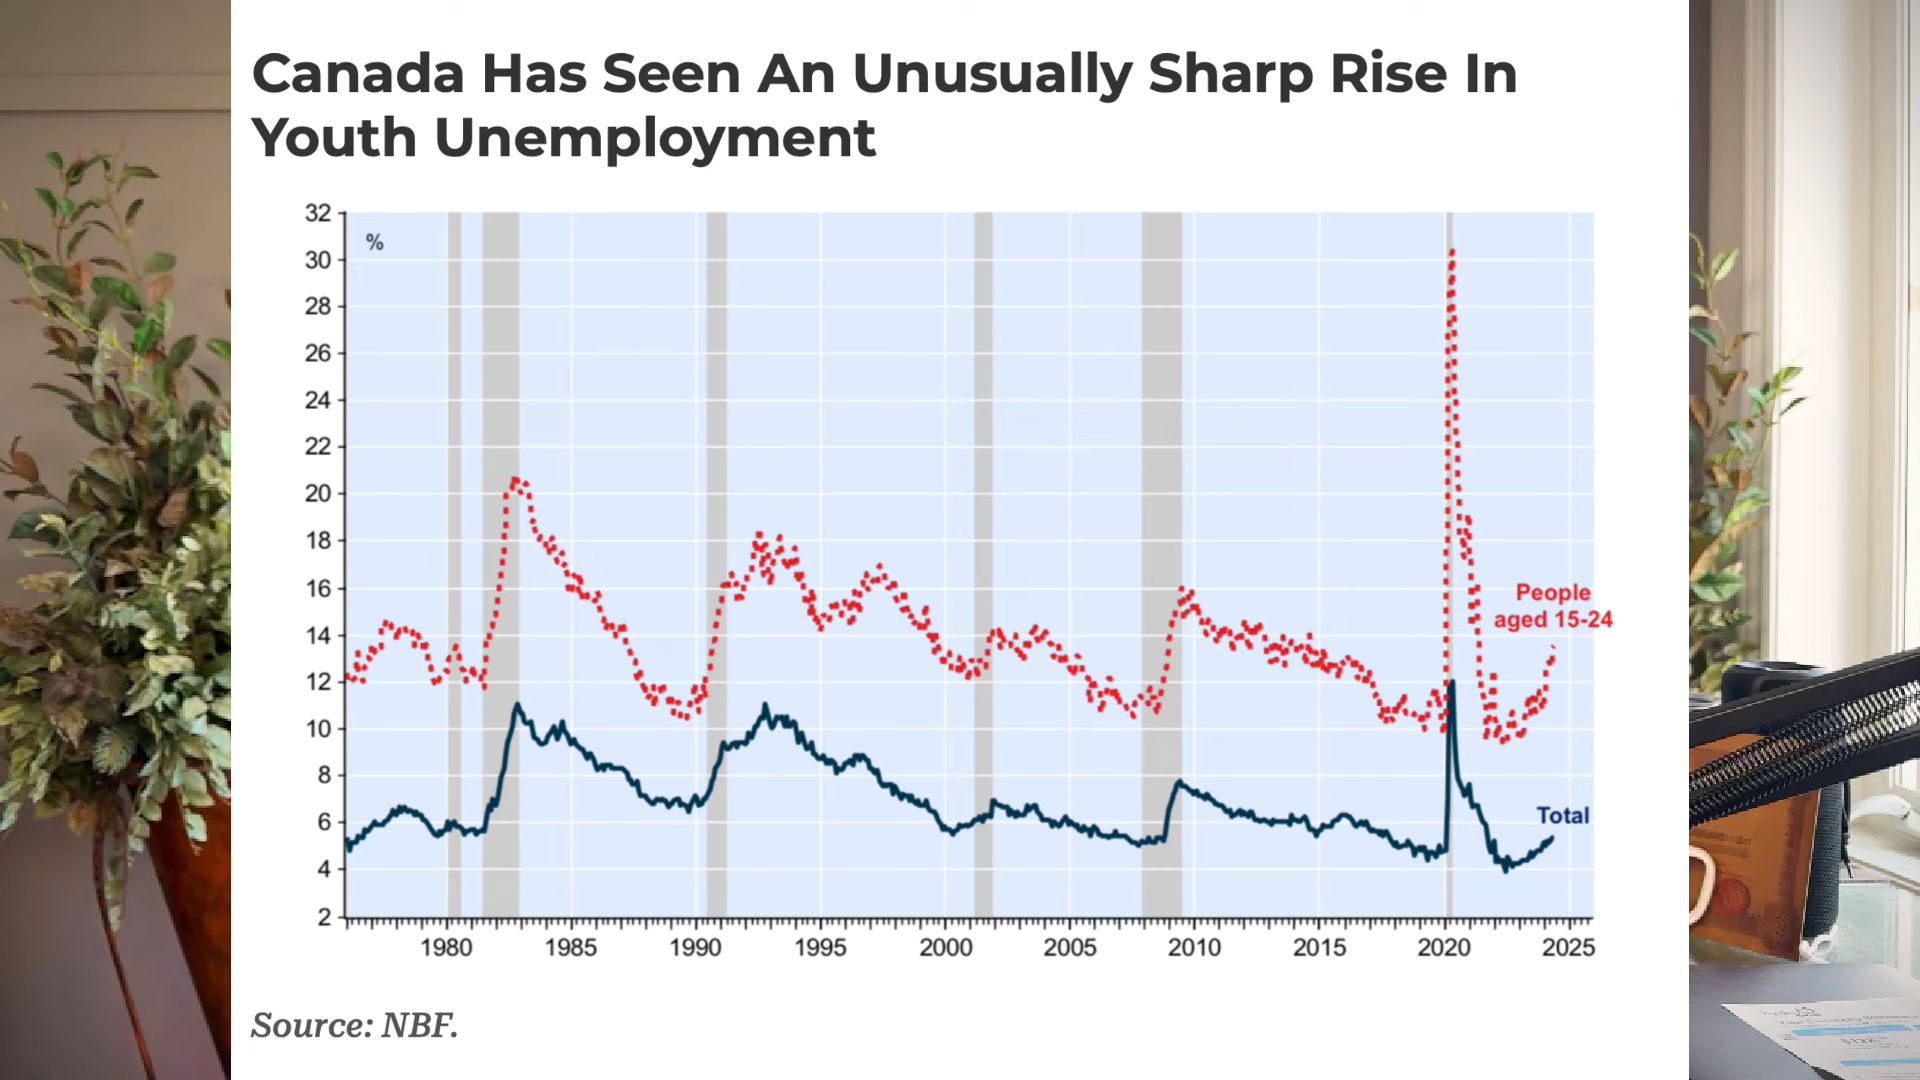 Canada Has Seen An Unusually Sharp Rise In
Youth Unemployment
32
%
30
28
26
24
22
20
18
16
14
12
10
8
6
4
2
People
aged 15-24
Total
1980 1985 1990 1995 2000 2005 2010 2015 2020 2025
Source: NBF.